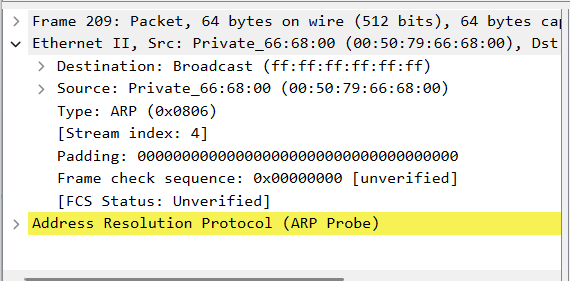 Frame 209: Packet, 64 bytes on wire (512 bits), 64 bytes cap
Ethernet II, Src: Private_66:68:00 (00:50:79:66:68:00), Dst
Destination: Broadcast (ff:ff:ff:ff:ff:ff)
Source: Private_66:68:00 (00:50:79:66:68:00)
Type: ARP (0x0806)
[Stream index: 4]
Padding: 000000000000000000000000000000000000
Frame check sequence: 0x00000000 [unverified]
[FCS Status: Unverified]
Address Resolution Protocol (ARP Probe)